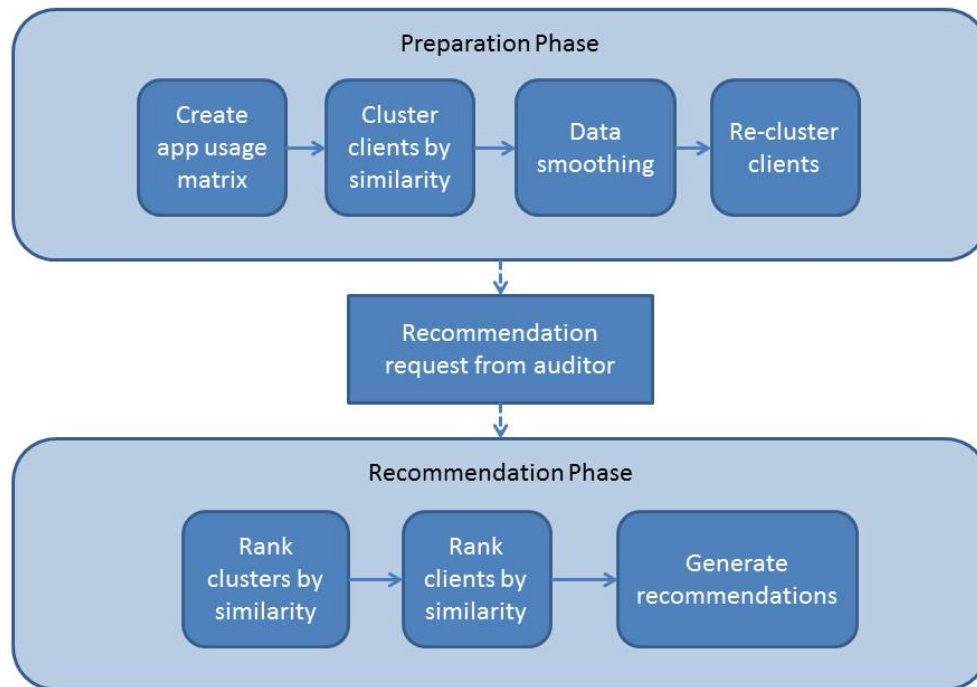 Preparation Phase
Create
app usage
matrix
Cluster
clients by
similarity
Data
smoothing
Re-cluster
clients
Recommendation
request from auditor
Recommendation Phase
Rank
clusters by
similarity
Rank
clients by
similarity
Generate
recommendations